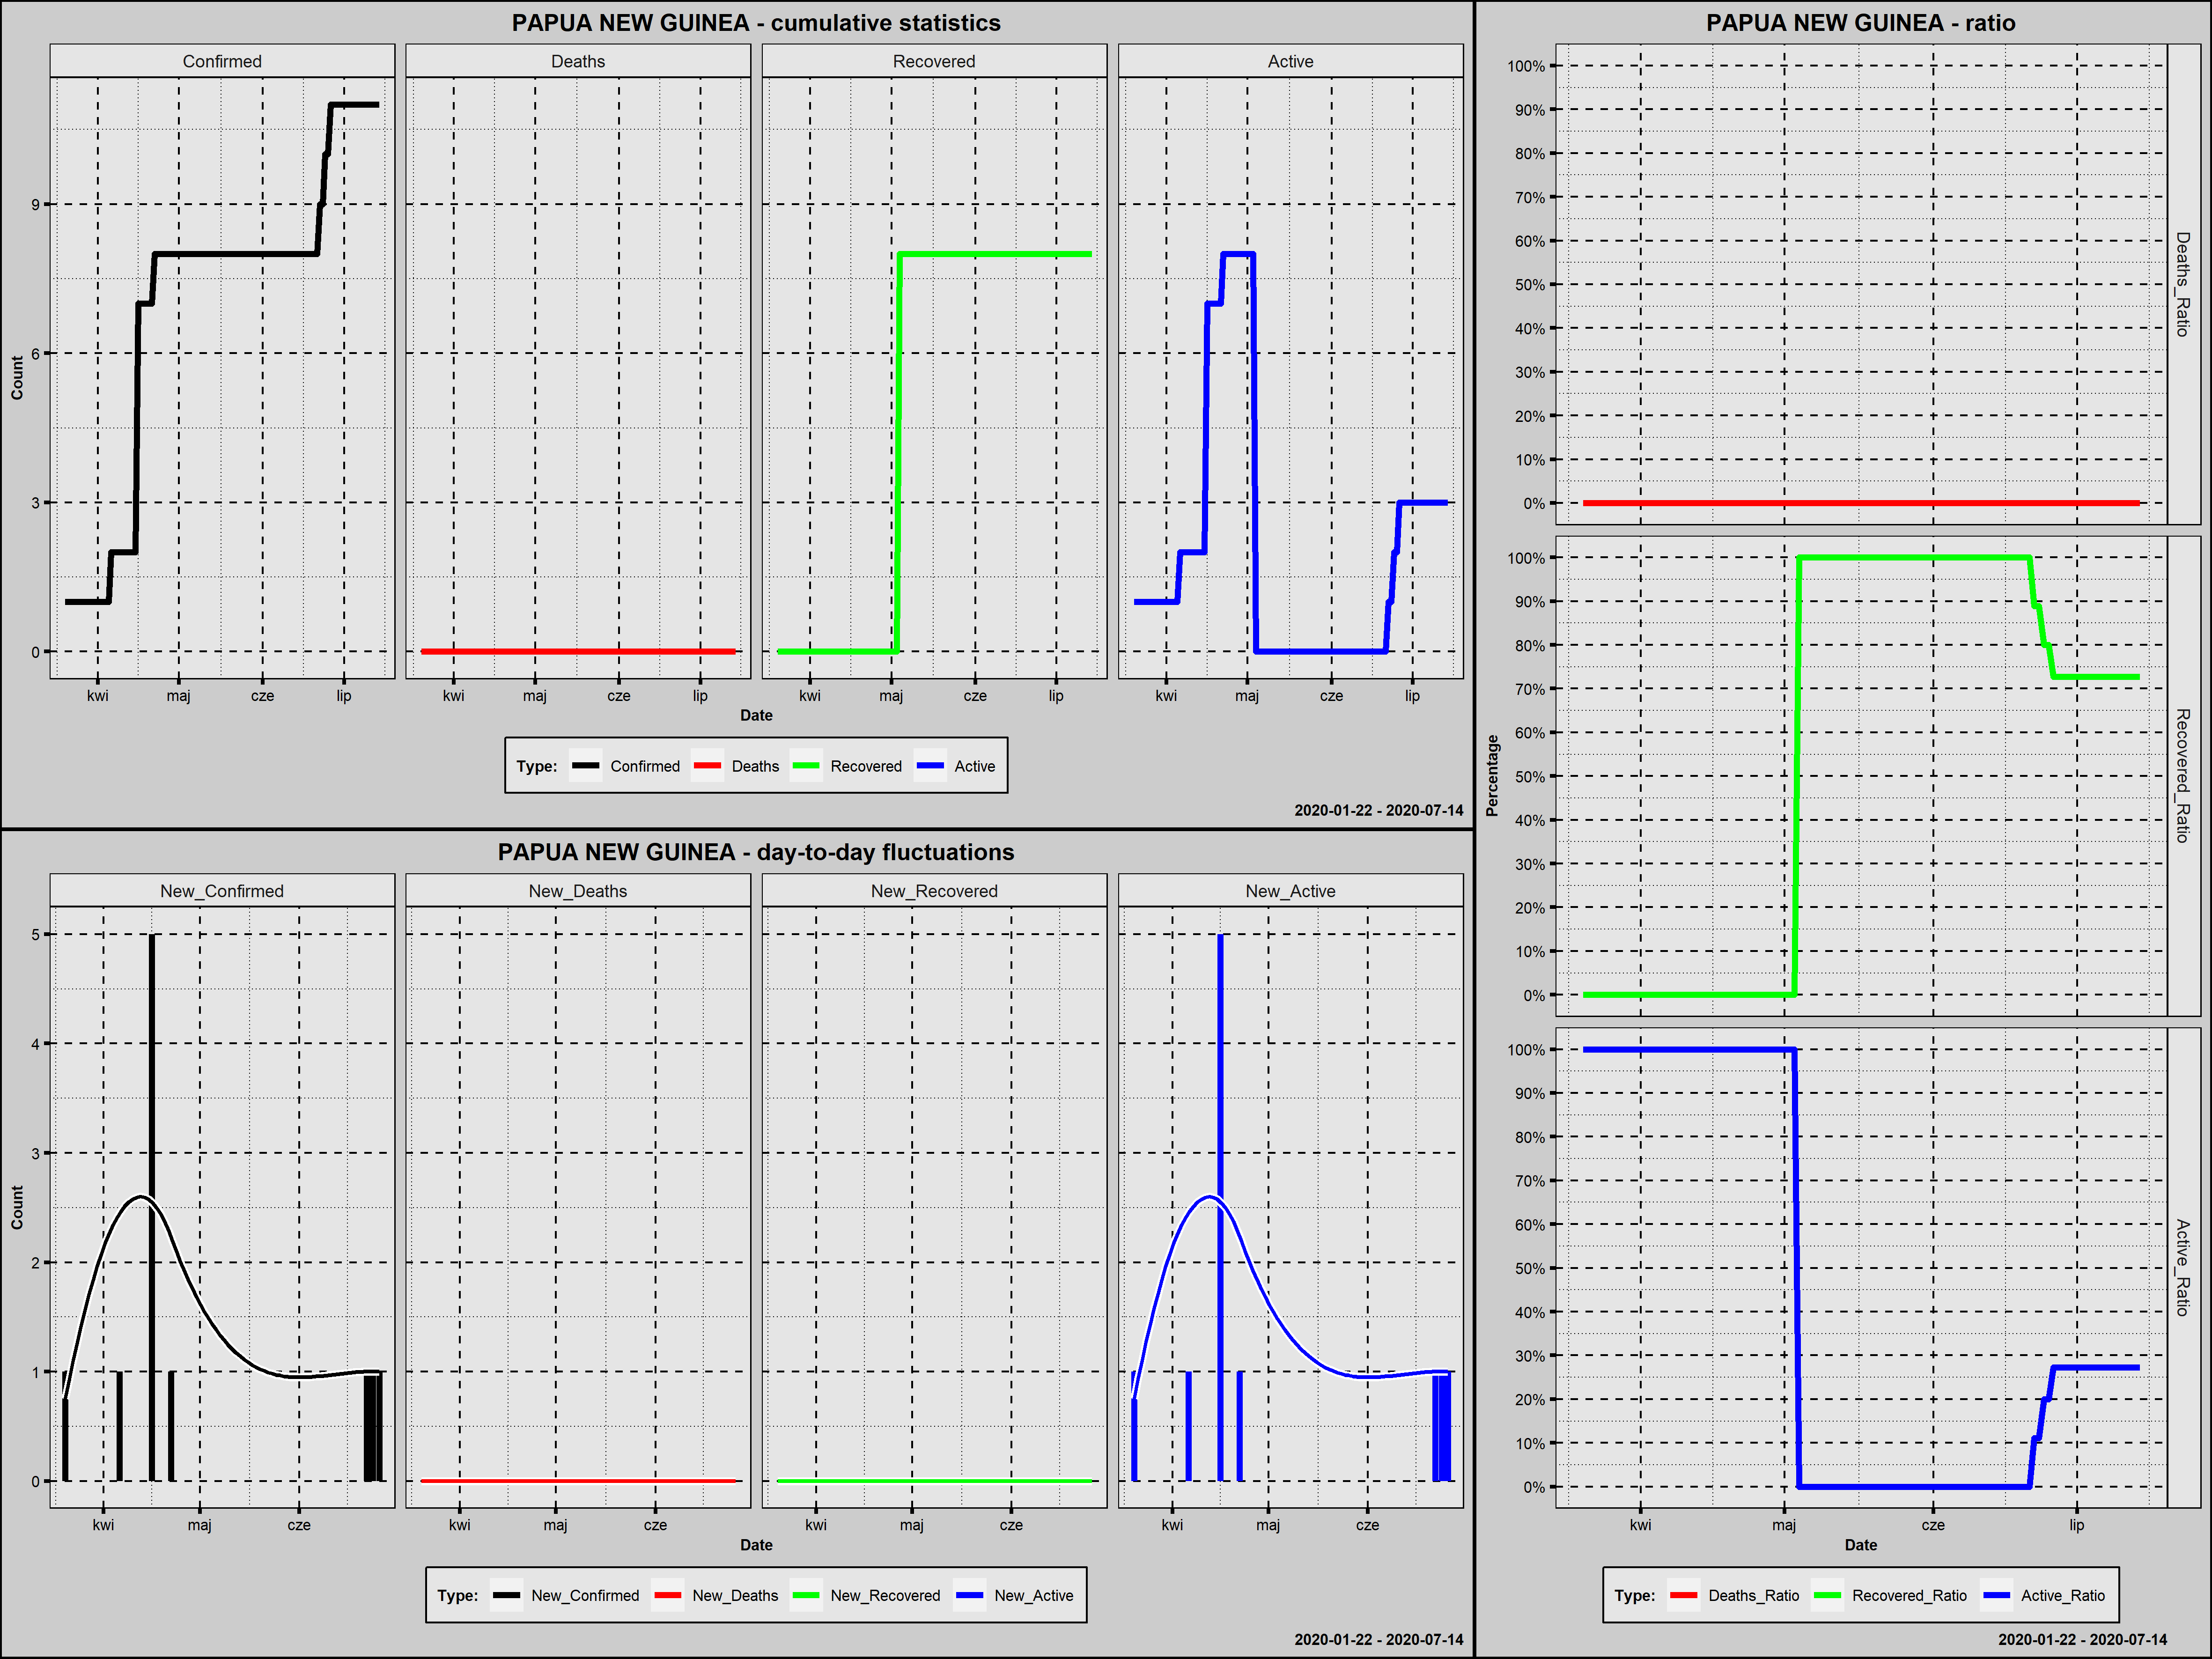 PAPUA NEW GUINEA - cumulative statistics
Confirmed Deaths Recovered Active
Count
9
6
3
0
kwi maj cze lip kwi maj cze lip kwi maj cze lip kwi maj cze lip
Date
Type: Confirmed Deaths Recovered Active
2020-01-22 - 2020-07-14
PAPUA NEW GUINEA - day-to-day fluctuations
New_Confirmed New_Deaths New_Recovered New_Active
Count
5
4
3
2
1
0
kwi maj cze kwi maj cze kwi maj cze kwi maj cze
Date
Type: New_Confirmed New_Deaths New_Recovered New_Active
2020-01-22 - 2020-07-14
PAPUA NEW GUINEA - ratio
Percentage
100%
90%
80%
70%
60%
50%
40%
30%
20%
10%
0%
Deaths_Ratio
100%
90%
80%
70%
60%
50%
40%
30%
20%
10%
0%
Recovered_Ratio
100%
90%
80%
70%
60%
50%
40%
30%
20%
10%
0%
Active_Ratio
kwi maj cze lip
Date
Type: Deaths_Ratio Recovered_Ratio Active_Ratio
2020-01-22 - 2020-07-14